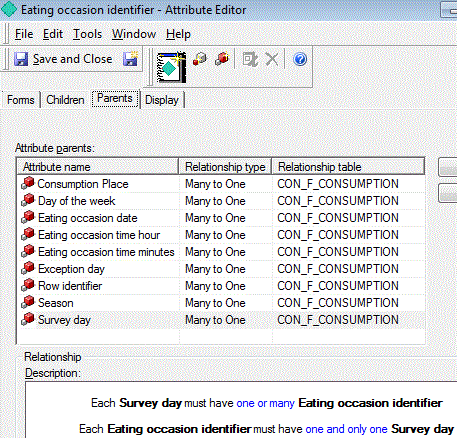 Eating occasion identifier - Attribute Editor
File Edit Tools Window Help
Save and Close
Forms Children Parents Display
Attribute parents:
Attribute name Relationship type Relationship table
Consumption Place Many to One CON_F_CONSUMPTION
Day of the week Many to One CON_F_CONSUMPTION
Eating occasion date Many to One CON_F_CONSUMPTION
Eating occasion time hour Many to One CON_F_CONSUMPTION
Eating occasion time minutes Many to One CON_F_CONSUMPTION
Exception day Many to One CON_F_CONSUMPTION
Row identifier Many to One CON_F_CONSUMPTION
Season Many to One CON_F_CONSUMPTION
Survey day Many to One CON_F_CONSUMPTION
Relationship
Description:
Each Survey day must have one or many Eating occasion identifier
Each Eating occasion identifier must have one and only one Survey day